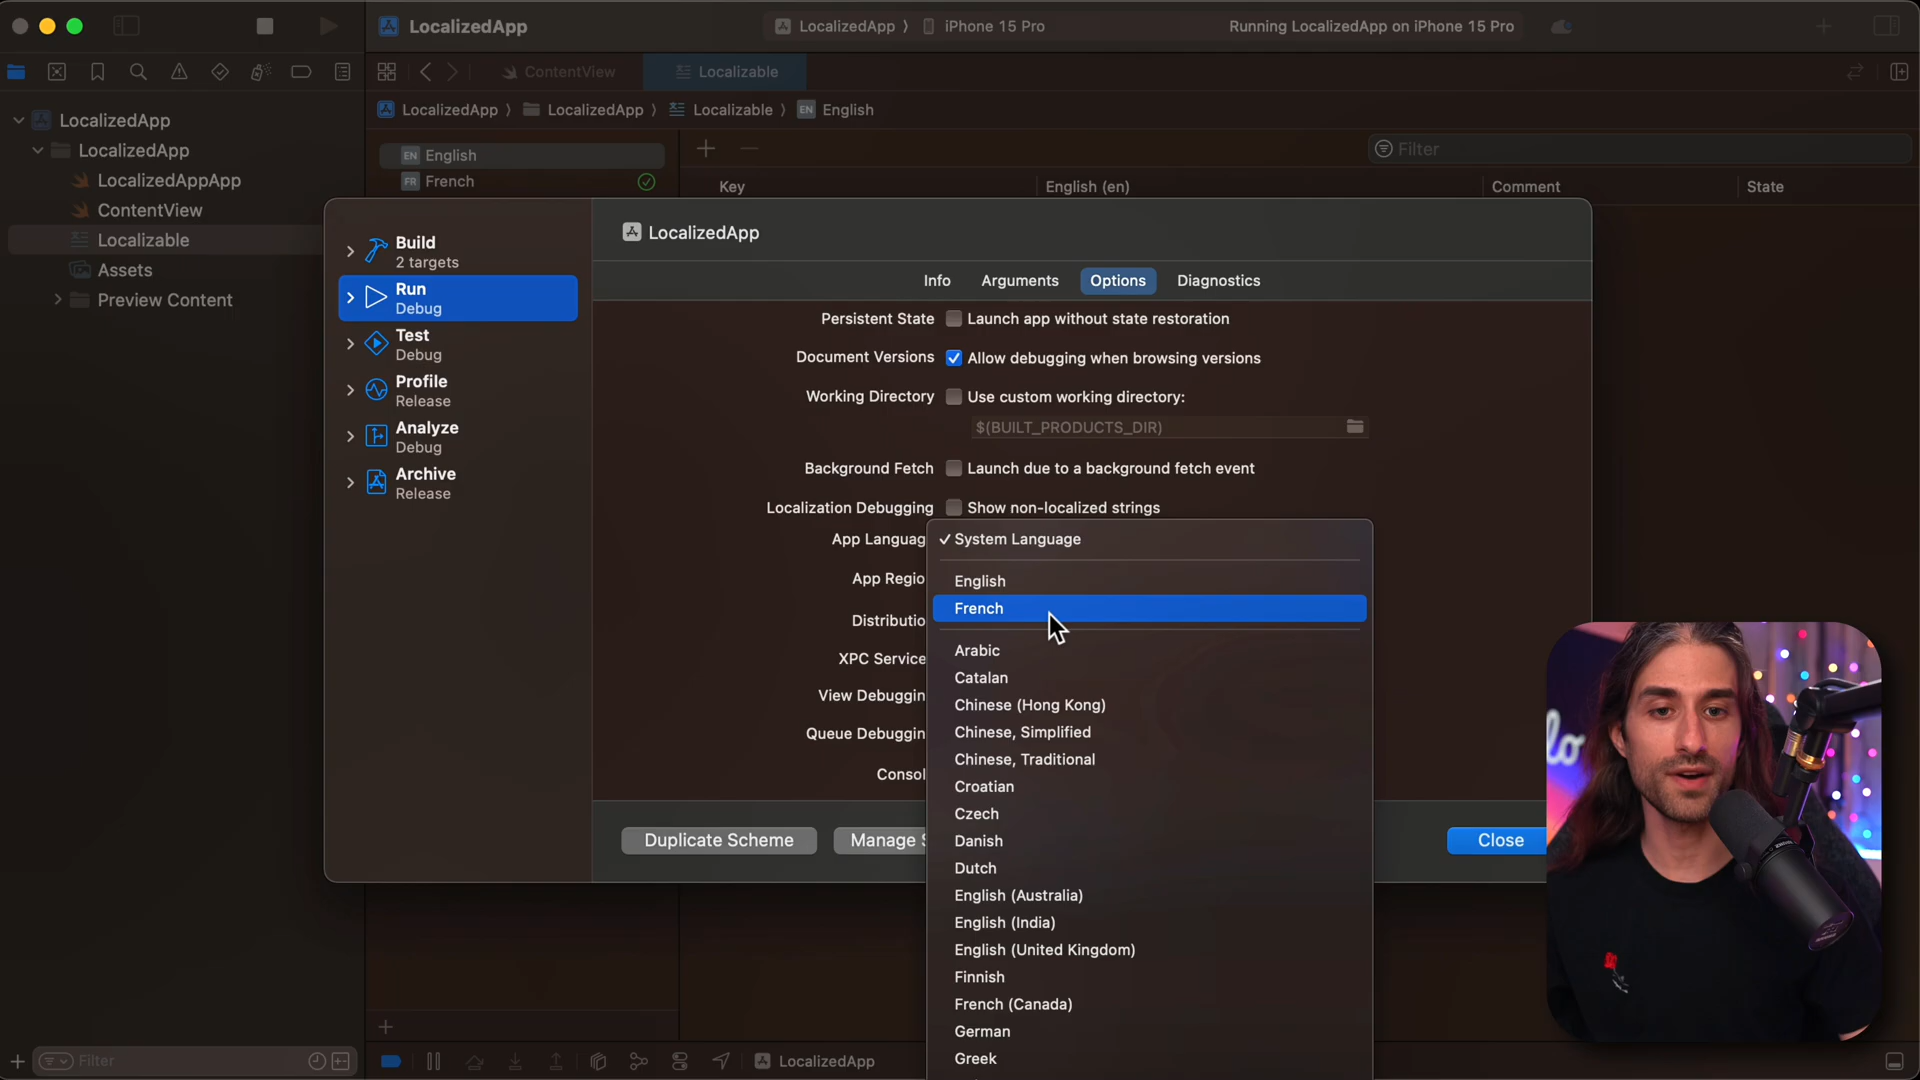 LocalizedApp
LocalizedApp
iPhone 15 Pro
Running LocalizedApp on iPhone 15 Pro
ContentView
Localizable
LocalizedApp
LocalizedApp
Localizable
EN English
LocalizedApp
LocalizedApp
LocalizedAppApp
ContentView
Localizable
Assets
Preview Content
EN English
FR French
Filter
Key
English (en)
Comment
State
Build
2 targets
Run
Debug
Test
Debug
Profile
Release
Analyze
Debug
Archive
Release
LocalizedApp
Info
Arguments
Options
Diagnostics
Persistent State
Launch app without state restoration
Document Versions
Allow debugging when browsing versions
Working Directory
Use custom working directory:
$(BUILT_PRODUCTS_DIR)
Background Fetch
Launch due to a background fetch event
Localization Debugging
Show non-localized strings
App Languag
App Regio
Distributio
XPC Service
View Debuggin
Queue Debuggin
Consol
System Language
English
French
Arabic
Catalan
Chinese (Hong Kong)
Chinese, Simplified
Chinese, Traditional
Croatian
Czech
Danish
Dutch
English (Australia)
English (India)
English (United Kingdom)
Finnish
French (Canada)
German
Greek
Duplicate Scheme
Manage S
Close
Filter
LocalizedApp